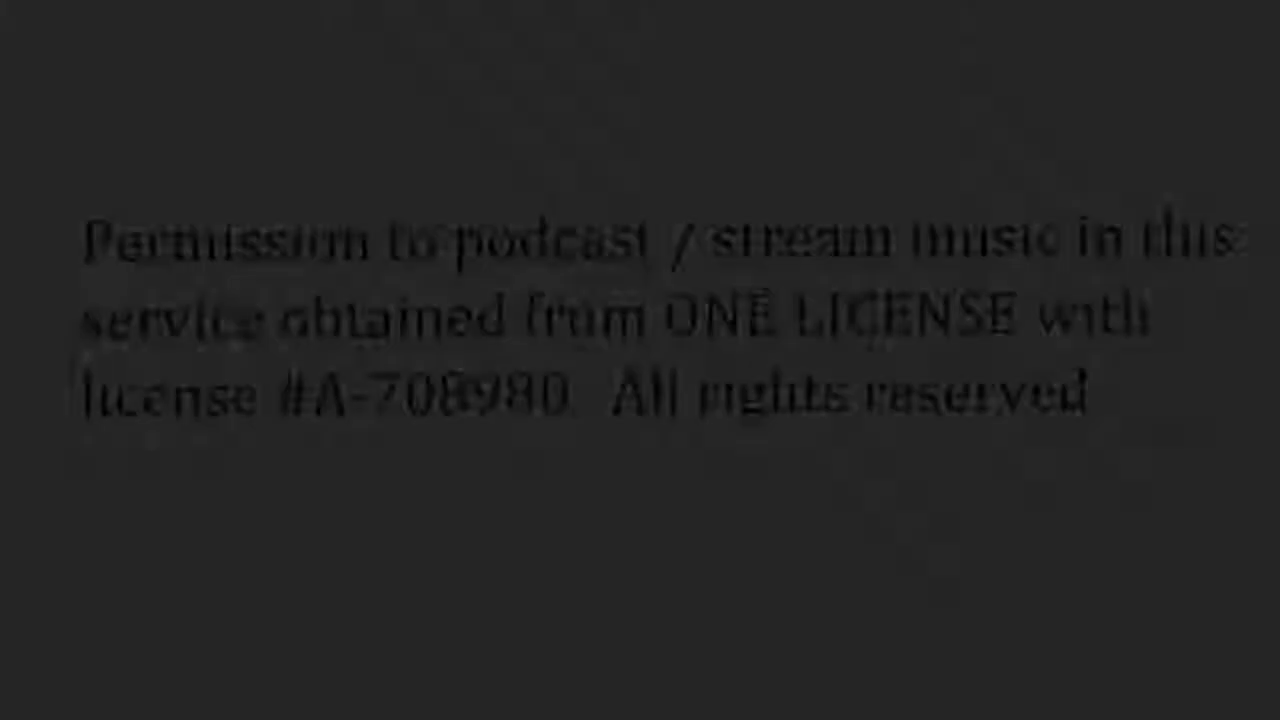 Permission to podcast / stream music in this
service obtained from ONE LICENSE with
license #A-708980. All rights reserved